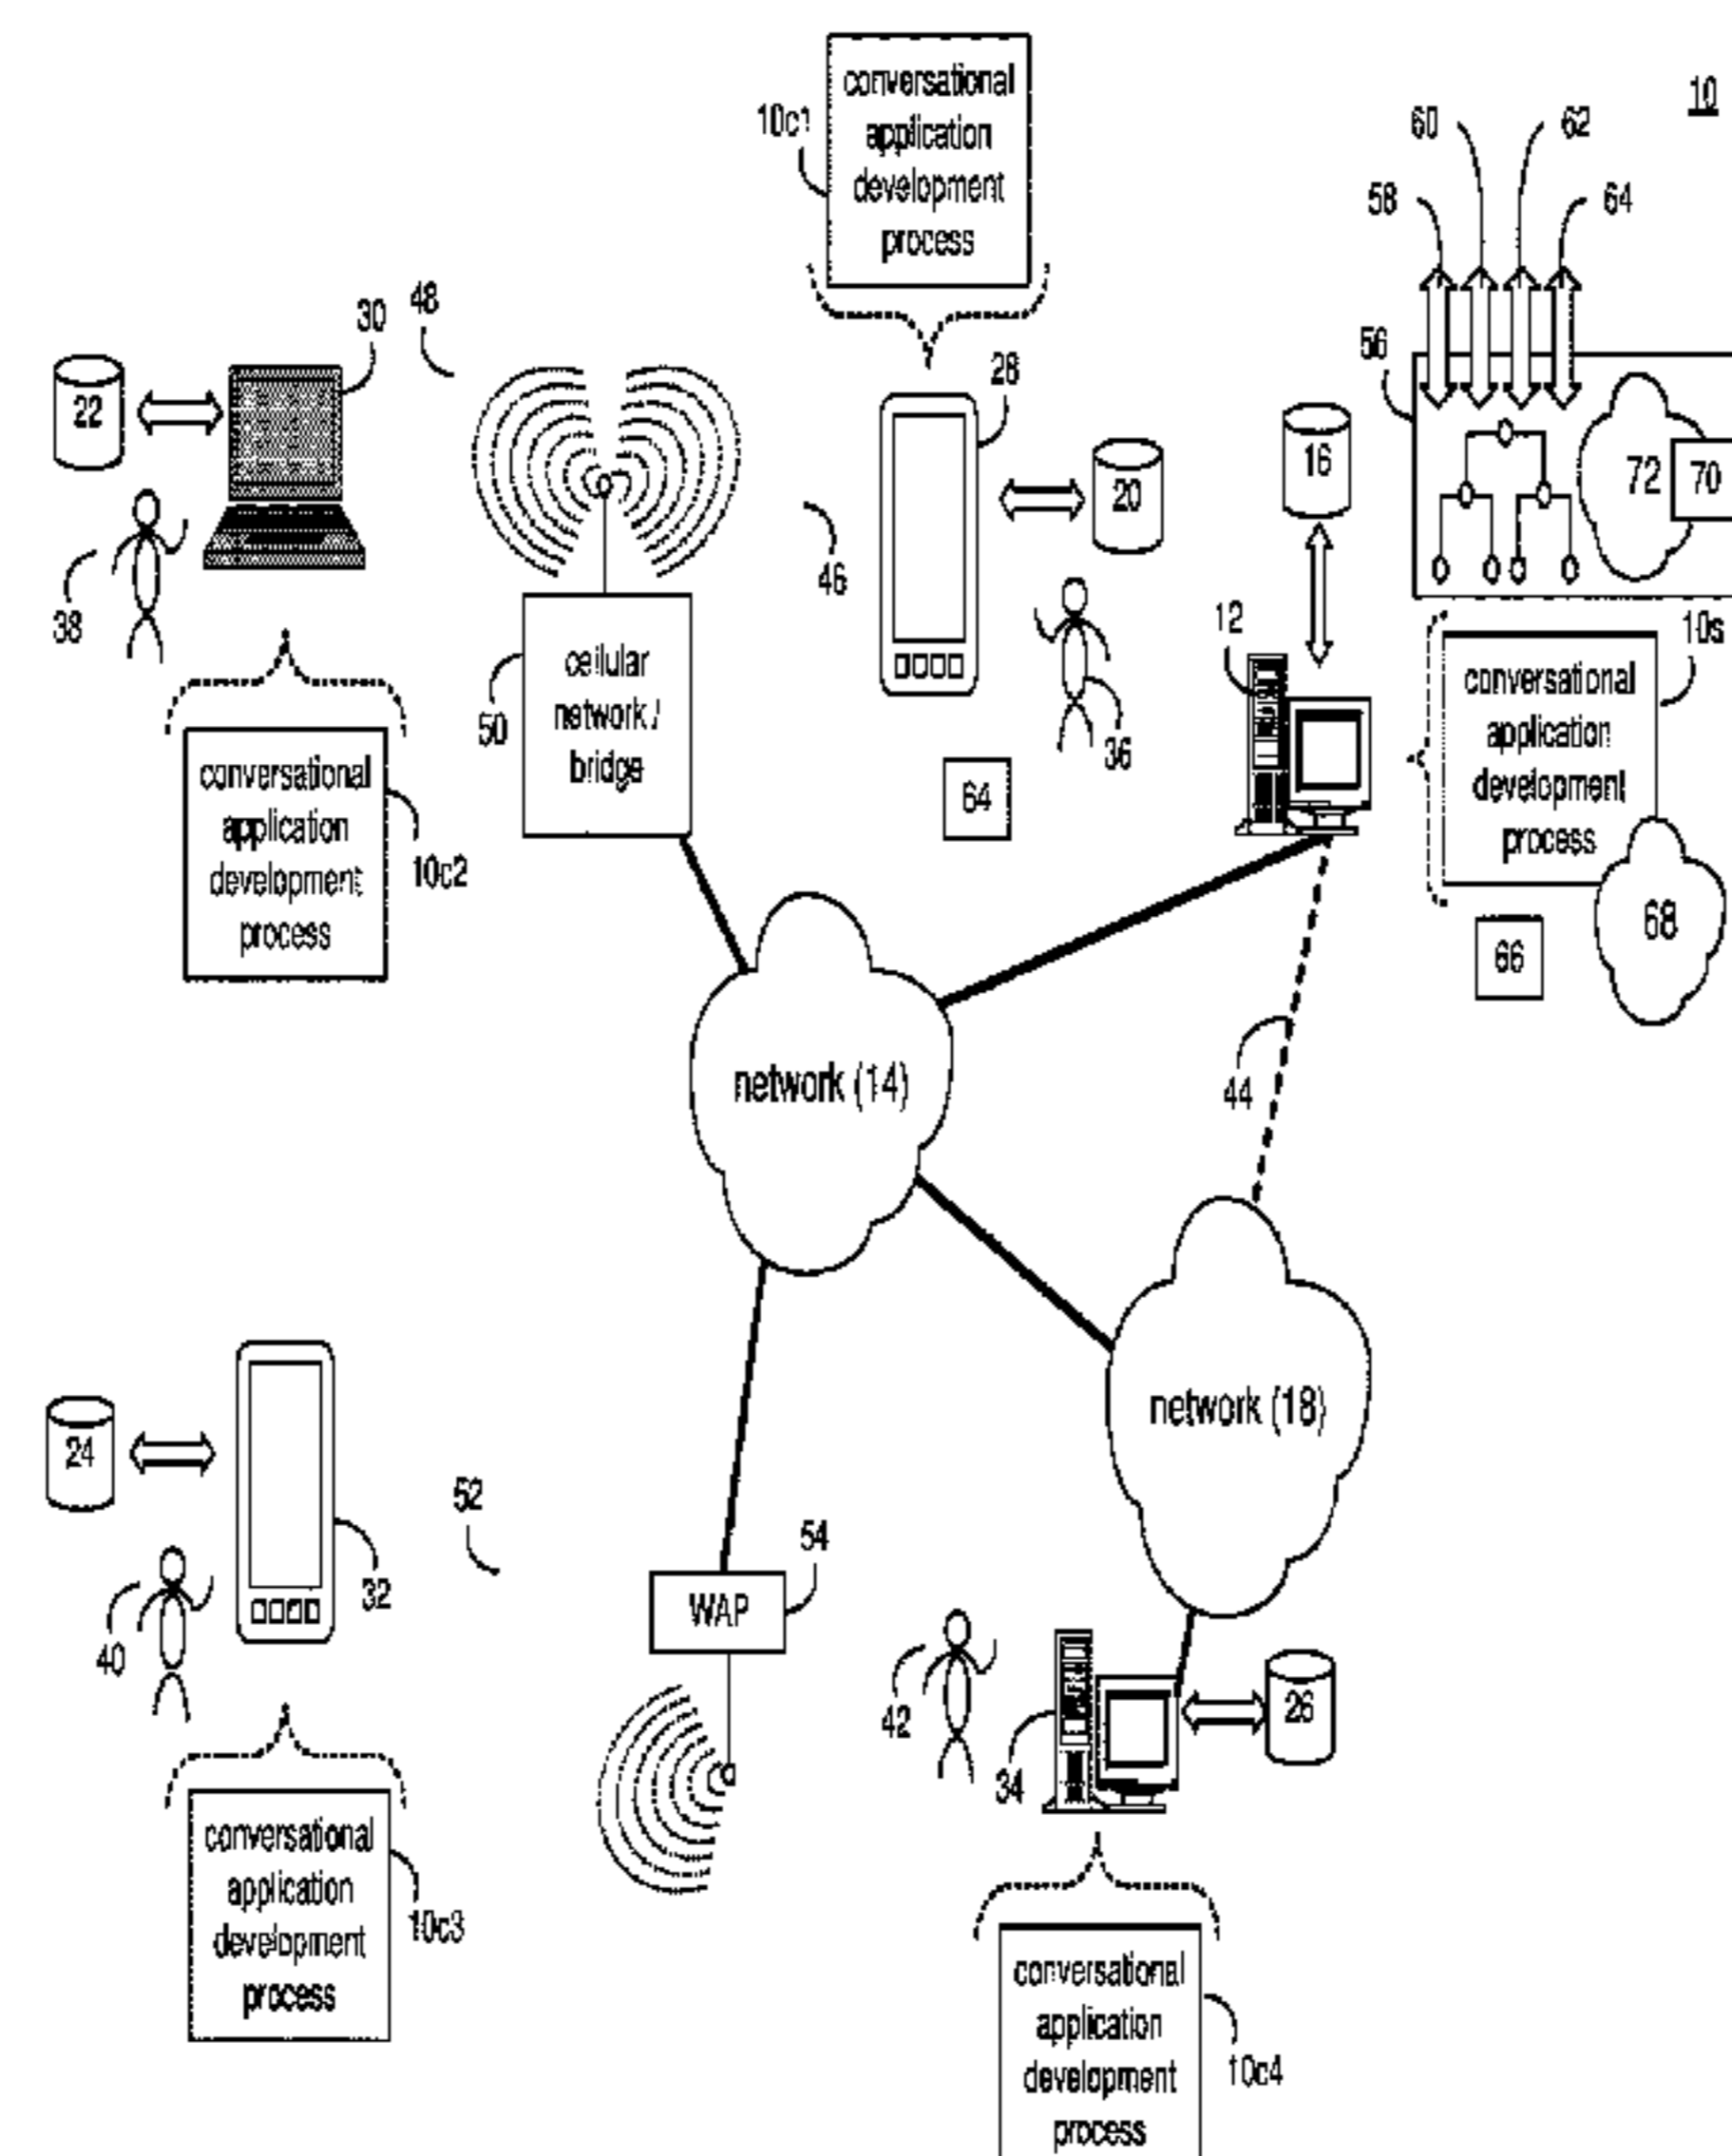 10
conversational
application
development
process
10c1
60
62
58
64
48
30
28
56
22
20
16
72
70
38
46
12
10s
cellular
network /
bridge
50
36
64
conversational
application
development
process
68
66
conversational
application
development
process
10c2
network (14)
44
network (18)
24
52
54
32
WAP
40
42
34
26
conversational
application
development
process
10c3
conversational
application
development
process
10c4